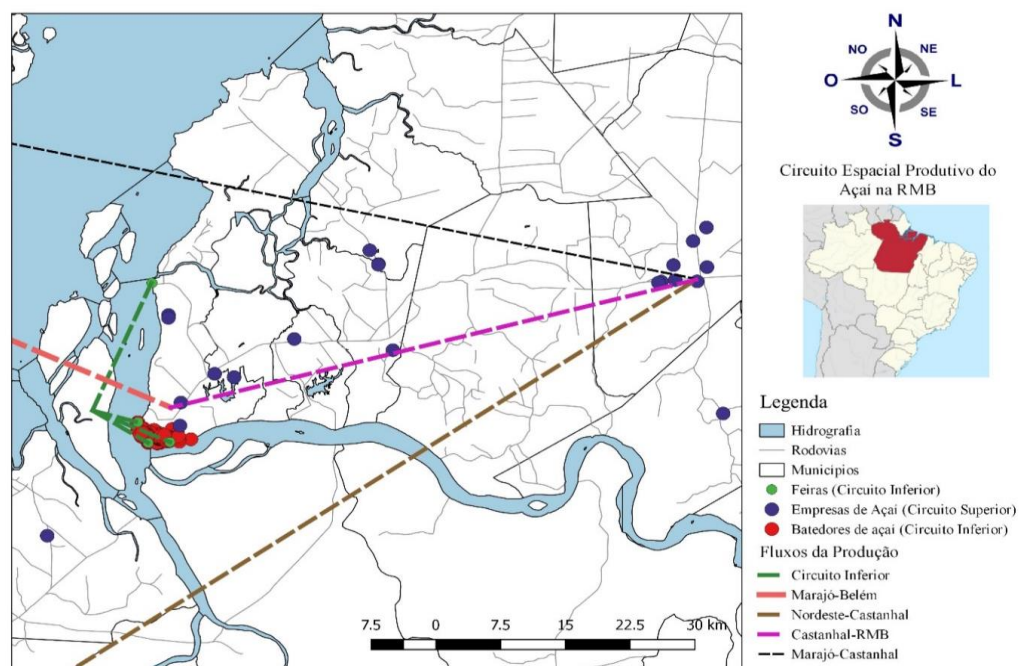 N
NO
NE
O
L
SO
SE
S
Circuito Espacial Produtivo do
Açaí na RMB
Legenda
Hidrografia
Rodovias
Municípios
Feiras (Circuito Inferior)
Empresas de Açaí (Circuito Superior)
Batedores de açaí (Circuito Inferior)
Fluxos da Produção
Circuito Inferior
Marajó-Belém
Nordeste-Castanhal
Castanhal-RMB
Marajó-Castanhal
7.5 0 7.5 15 22.5 30 km